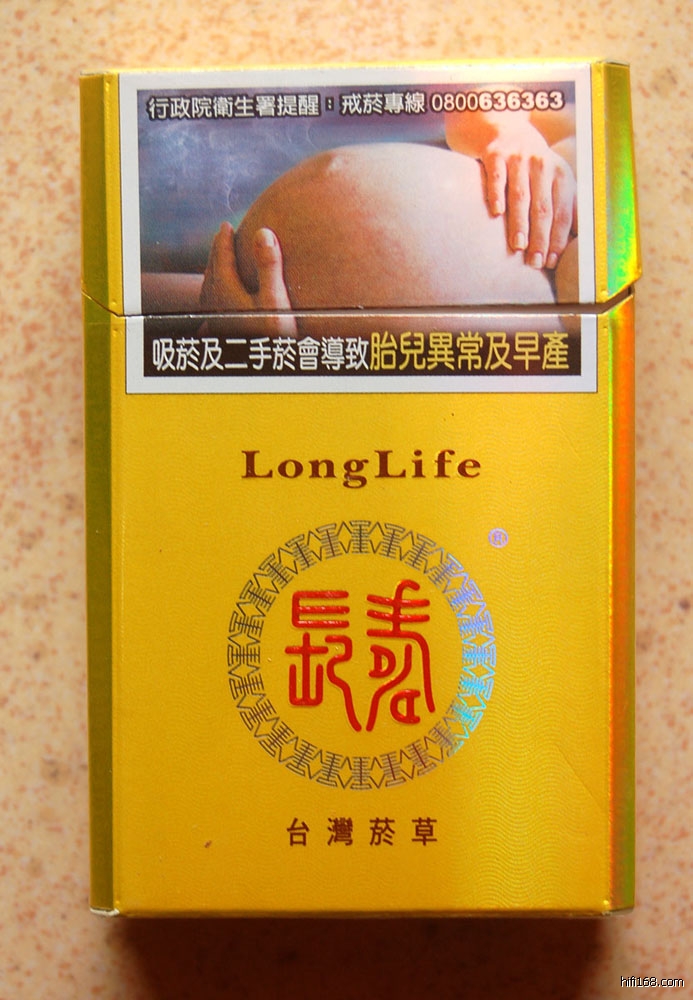 行政院衛生署提醒：戒菸專線 0800636363
吸菸及二手菸會導致胎兒異常及早產
LongLife
®
長壽
台灣菸草
hifi168.com